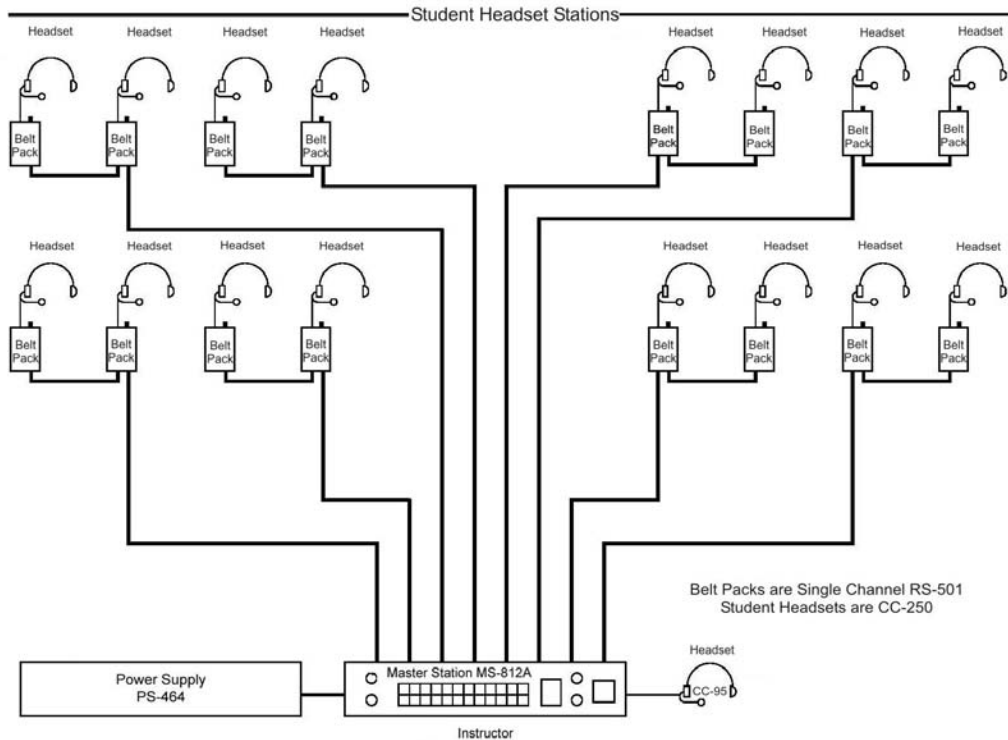 Student Headset Stations
Headset Headset Headset Headset Headset Headset Headset Headset
Belt Pack Belt Pack Belt Pack Belt Pack Belt Pack Belt Pack Belt Pack Belt Pack
Headset Headset Headset Headset Headset Headset Headset Headset
Belt Pack Belt Pack Belt Pack Belt Pack Belt Pack Belt Pack Belt Pack Belt Pack
Belt Packs are Single Channel RS-501
Student Headsets are CC-250
Power Supply
PS-464
Master Station MS-812A
Instructor
Headset
CC-95